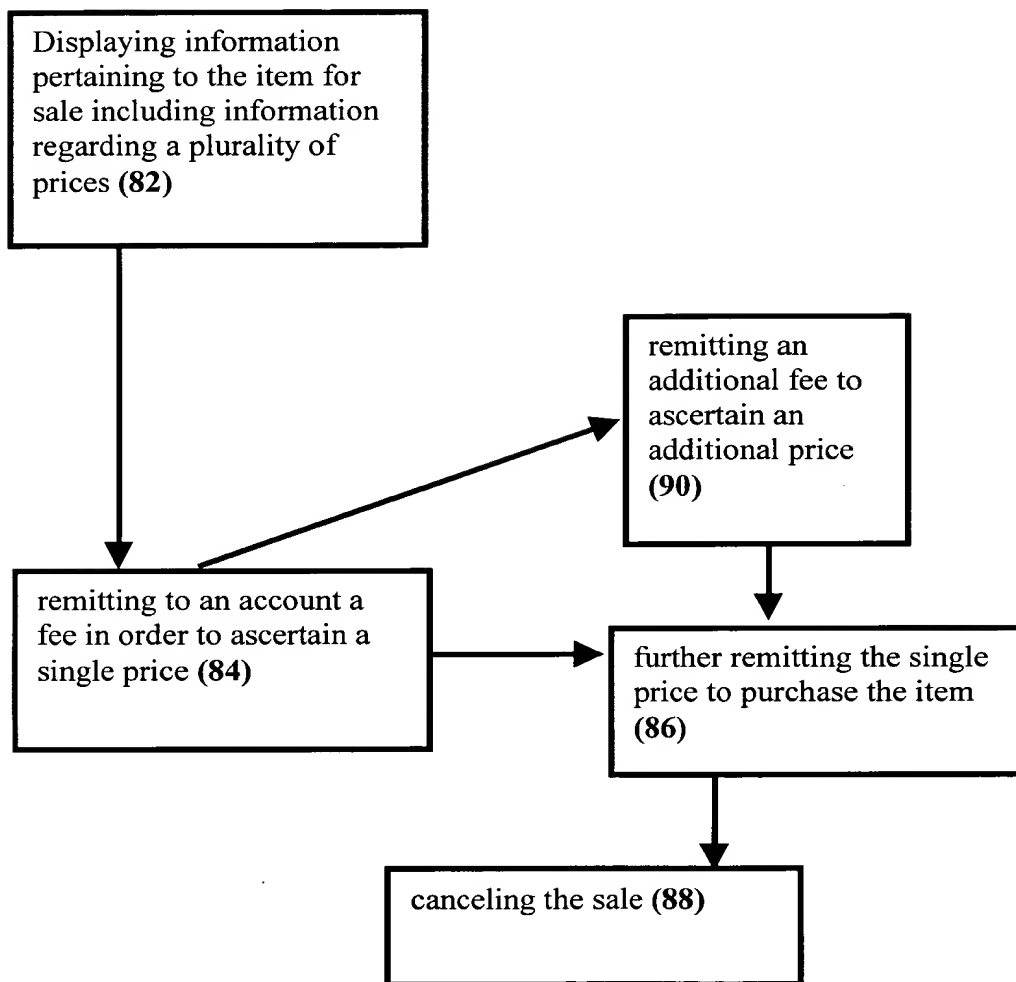 Displaying information
pertaining to the item for
sale including information
regarding a plurality of
prices (82)
remitting an
additional fee to
ascertain an
additional price
(90)
remitting to an account a
fee in order to ascertain a
single price (84)
further remitting the single
price to purchase the item
(86)
canceling the sale (88)